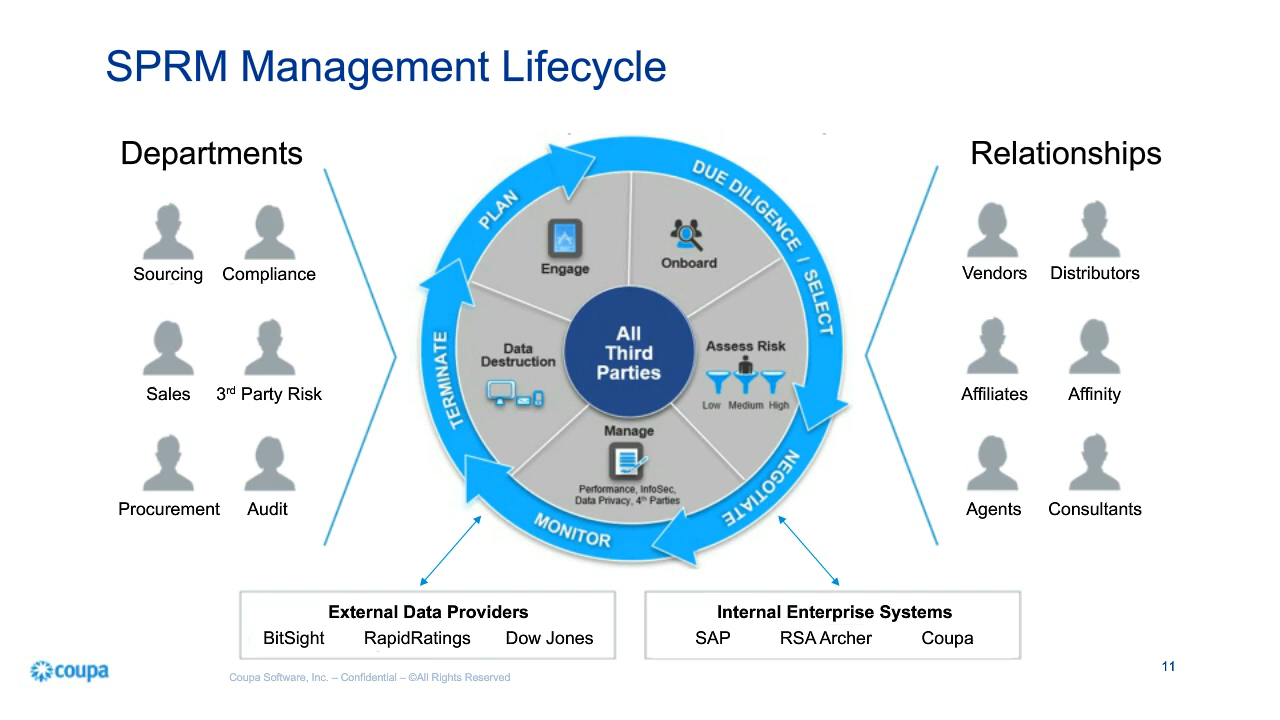 SPRM Management Lifecycle
Departments
Sourcing Compliance
Sales 3rd Party Risk
Procurement Audit
PLAN
DUE DILIGENCE / SELECT
NEGOTIATE
MONITOR
TERMINATE
Engage
Onboard
Assess Risk
Low Medium High
Manage
Performance, InfoSec,
Data Privacy, 4th Parties
Data
Destruction
All
Third
Parties
Relationships
Vendors Distributors
Affiliates Affinity
Agents Consultants
External Data Providers
BitSight RapidRatings Dow Jones
Internal Enterprise Systems
SAP RSA Archer Coupa
coupa
Coupa Software, Inc. – Confidential – ©All Rights Reserved
11